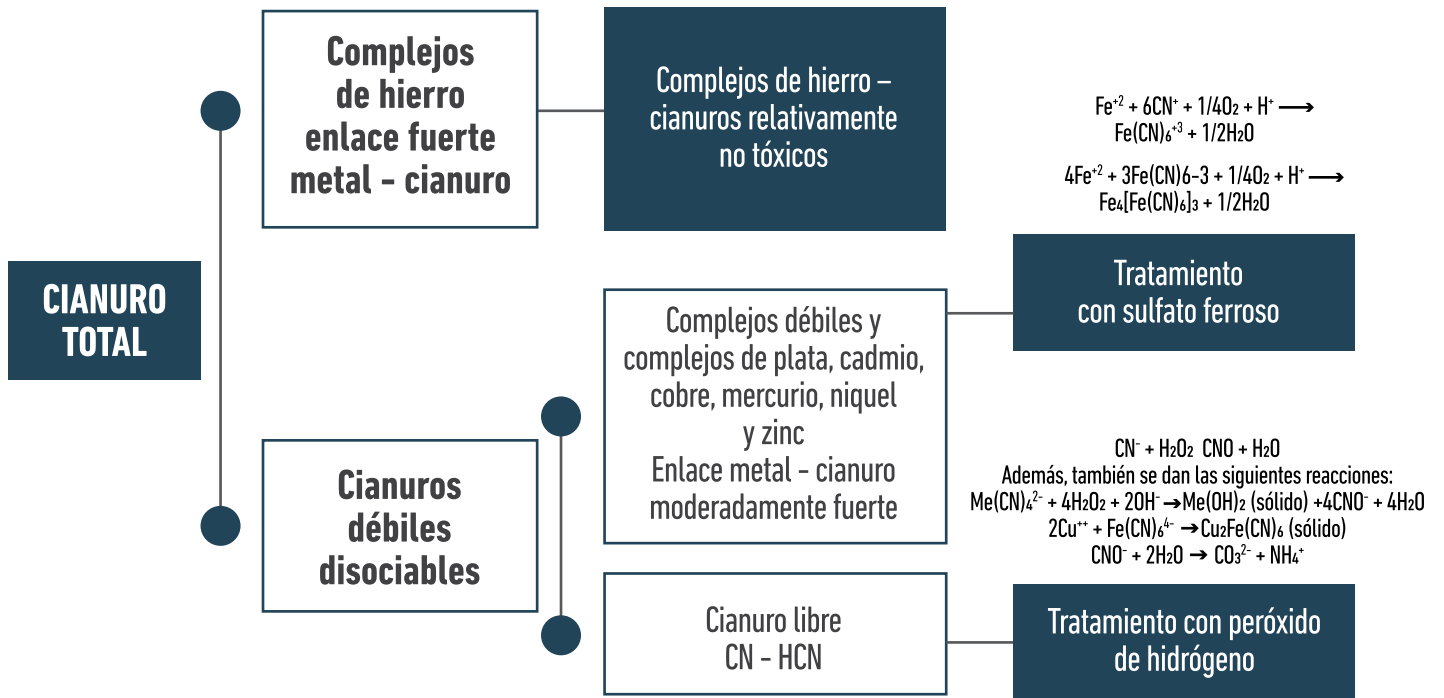 CIANURO
TOTAL
Complejos
de hierro
enlace fuerte
metal – cianuro
Complejos de hierro –
cianuros relativamente
no tóxicos
Fe⁺² + 6CN⁺ + 1/4O₂ + H⁺ ⟶
Fe(CN)₆⁺³ + 1/2H₂O
4Fe⁺² + 3Fe(CN)6-3 + 1/4O₂ + H⁺ ⟶
Fe₄[Fe(CN)₆]₃ + 1/2H₂O
Tratamiento
con sulfato ferroso
Cianuros
débiles
disociables
Complejos débiles y
complejos de plata, cadmio,
cobre, mercurio, niquel
y zinc
Enlace metal – cianuro
moderadamente fuerte
CN⁻ + H₂O₂ CNO + H₂O
Además, también se dan las siguientes reacciones:
Me(CN)₄²⁻ + 4H₂O₂ + 2OH⁻ → Me(OH)₂ (sólido) +4CNO⁻ + 4H₂O
2Cu⁺⁺ + Fe(CN)₆⁴⁻ → Cu₂Fe(CN)₆ (sólido)
CNO⁻ + 2H₂O → CO₃²⁻ + NH₄⁺
Cianuro libre
CN – HCN
Tratamiento con peróxido
de hidrógeno